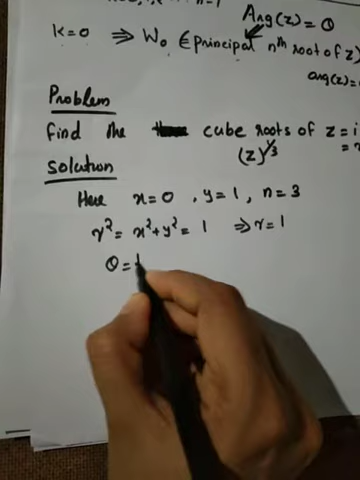 Arg(z) = θ
k=0 ⇒ W₀ ∈ principal nth root of z
arg(z)=
Problem
find the cube roots of z = i
(z)^1/3
Solution
Here x=0 , y=1 , n=3
r² = x²+y² = 1 ⇒ r=1
θ =